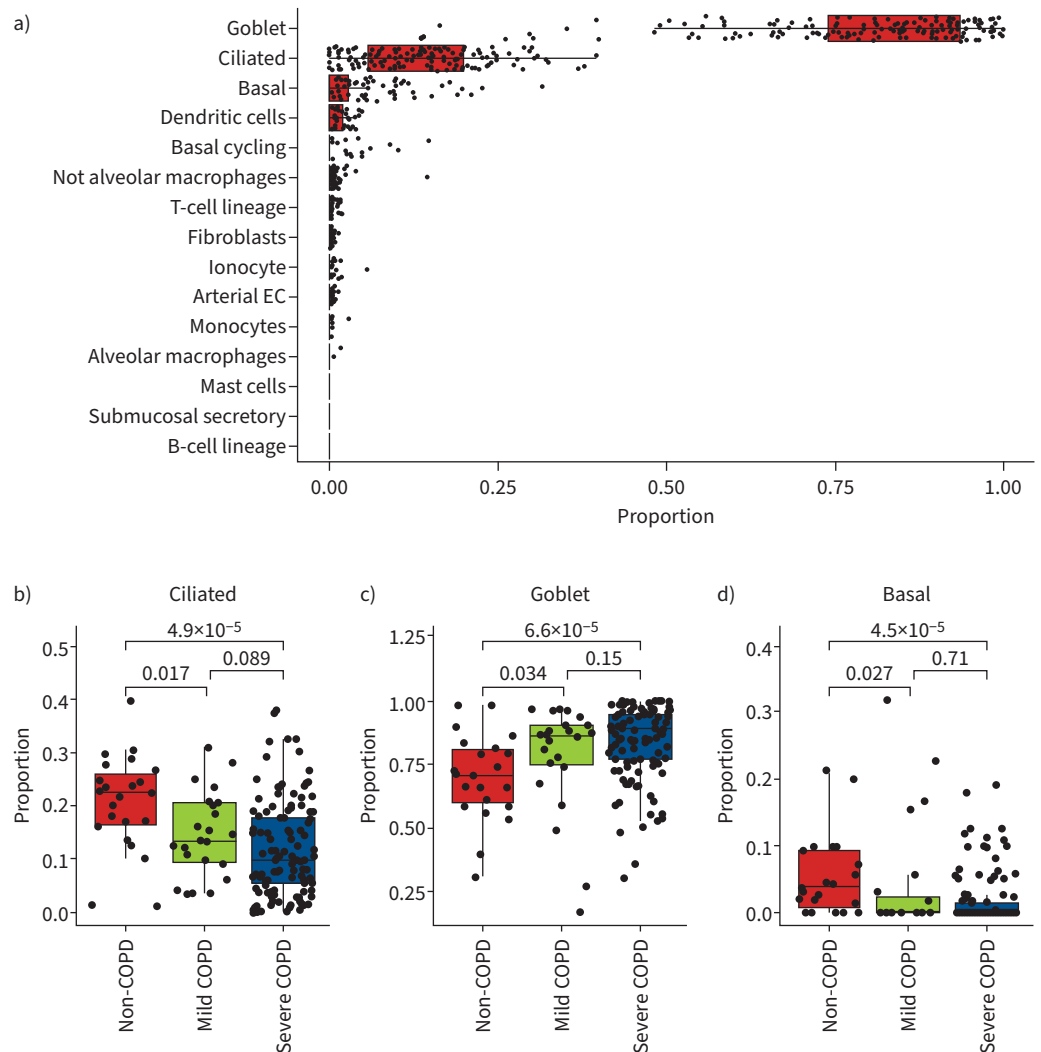 a)
Goblet
Ciliated
Basal
Dendritic cells
Basal cycling
Not alveolar macrophages
T-cell lineage
Fibroblasts
Ionocyte
Arterial EC
Monocytes
Alveolar macrophages
Mast cells
Submucosal secretory
B-cell lineage
0.00 0.25 0.50 0.75 1.00
Proportion
b) Ciliated
Proportion
0.5
0.4
0.3
0.2
0.1
0.0
4.9×10⁻⁵
0.017 0.089
Non-COPD
Mild COPD
Severe COPD
c) Goblet
Proportion
1.25
1.00
0.75
0.50
0.25
6.6×10⁻⁵
0.034 0.15
Non-COPD
Mild COPD
Severe COPD
d) Basal
Proportion
0.4
0.3
0.2
0.1
0.0
4.5×10⁻⁵
0.027 0.71
Non-COPD
Mild COPD
Severe COPD